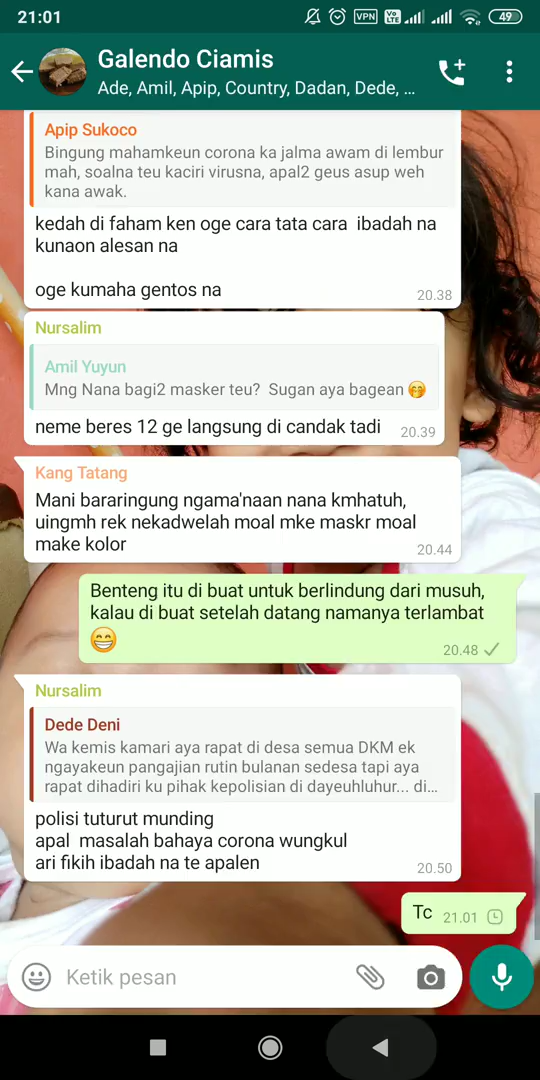 21:01
VPN
Vo LTE
49
Galendo Ciamis
Ade, Amil, Apip, Country, Dadan, Dede, ...
Apip Sukoco
Bingung mahamkeun corona ka jalma awam di lembur
mah, soalna teu kaciri virusna, apal2 geus asup weh
kana awak.
kedah di faham ken oge cara tata cara ibadah na
kunaon alesan na
oge kumaha gentos na
20.38
Nursalim
Amil Yuyun
Mng Nana bagi2 masker teu? Sugan aya bagean 🤭
neme beres 12 ge langsung di candak tadi
20.39
Kang Tatang
Mani bararingung ngama'naan nana kmhatuh,
uingmh rek nekadwelah moal mke maskr moal
make kolor
20.44
Benteng itu di buat untuk berlindung dari musuh,
kalau di buat setelah datang namanya terlambat
😁
20.48
Nursalim
Dede Deni
Wa kemis kamari aya rapat di desa semua DKM ek
ngayakeun pangajian rutin bulanan sedesa tapi aya
rapat dihadiri ku pihak kepolisian di dayeuhluhur... di...
polisi tuturut munding
apal masalah bahaya corona wungkul
ari fikih ibadah na te apalen
20.50
Tc
21.01
Ketik pesan